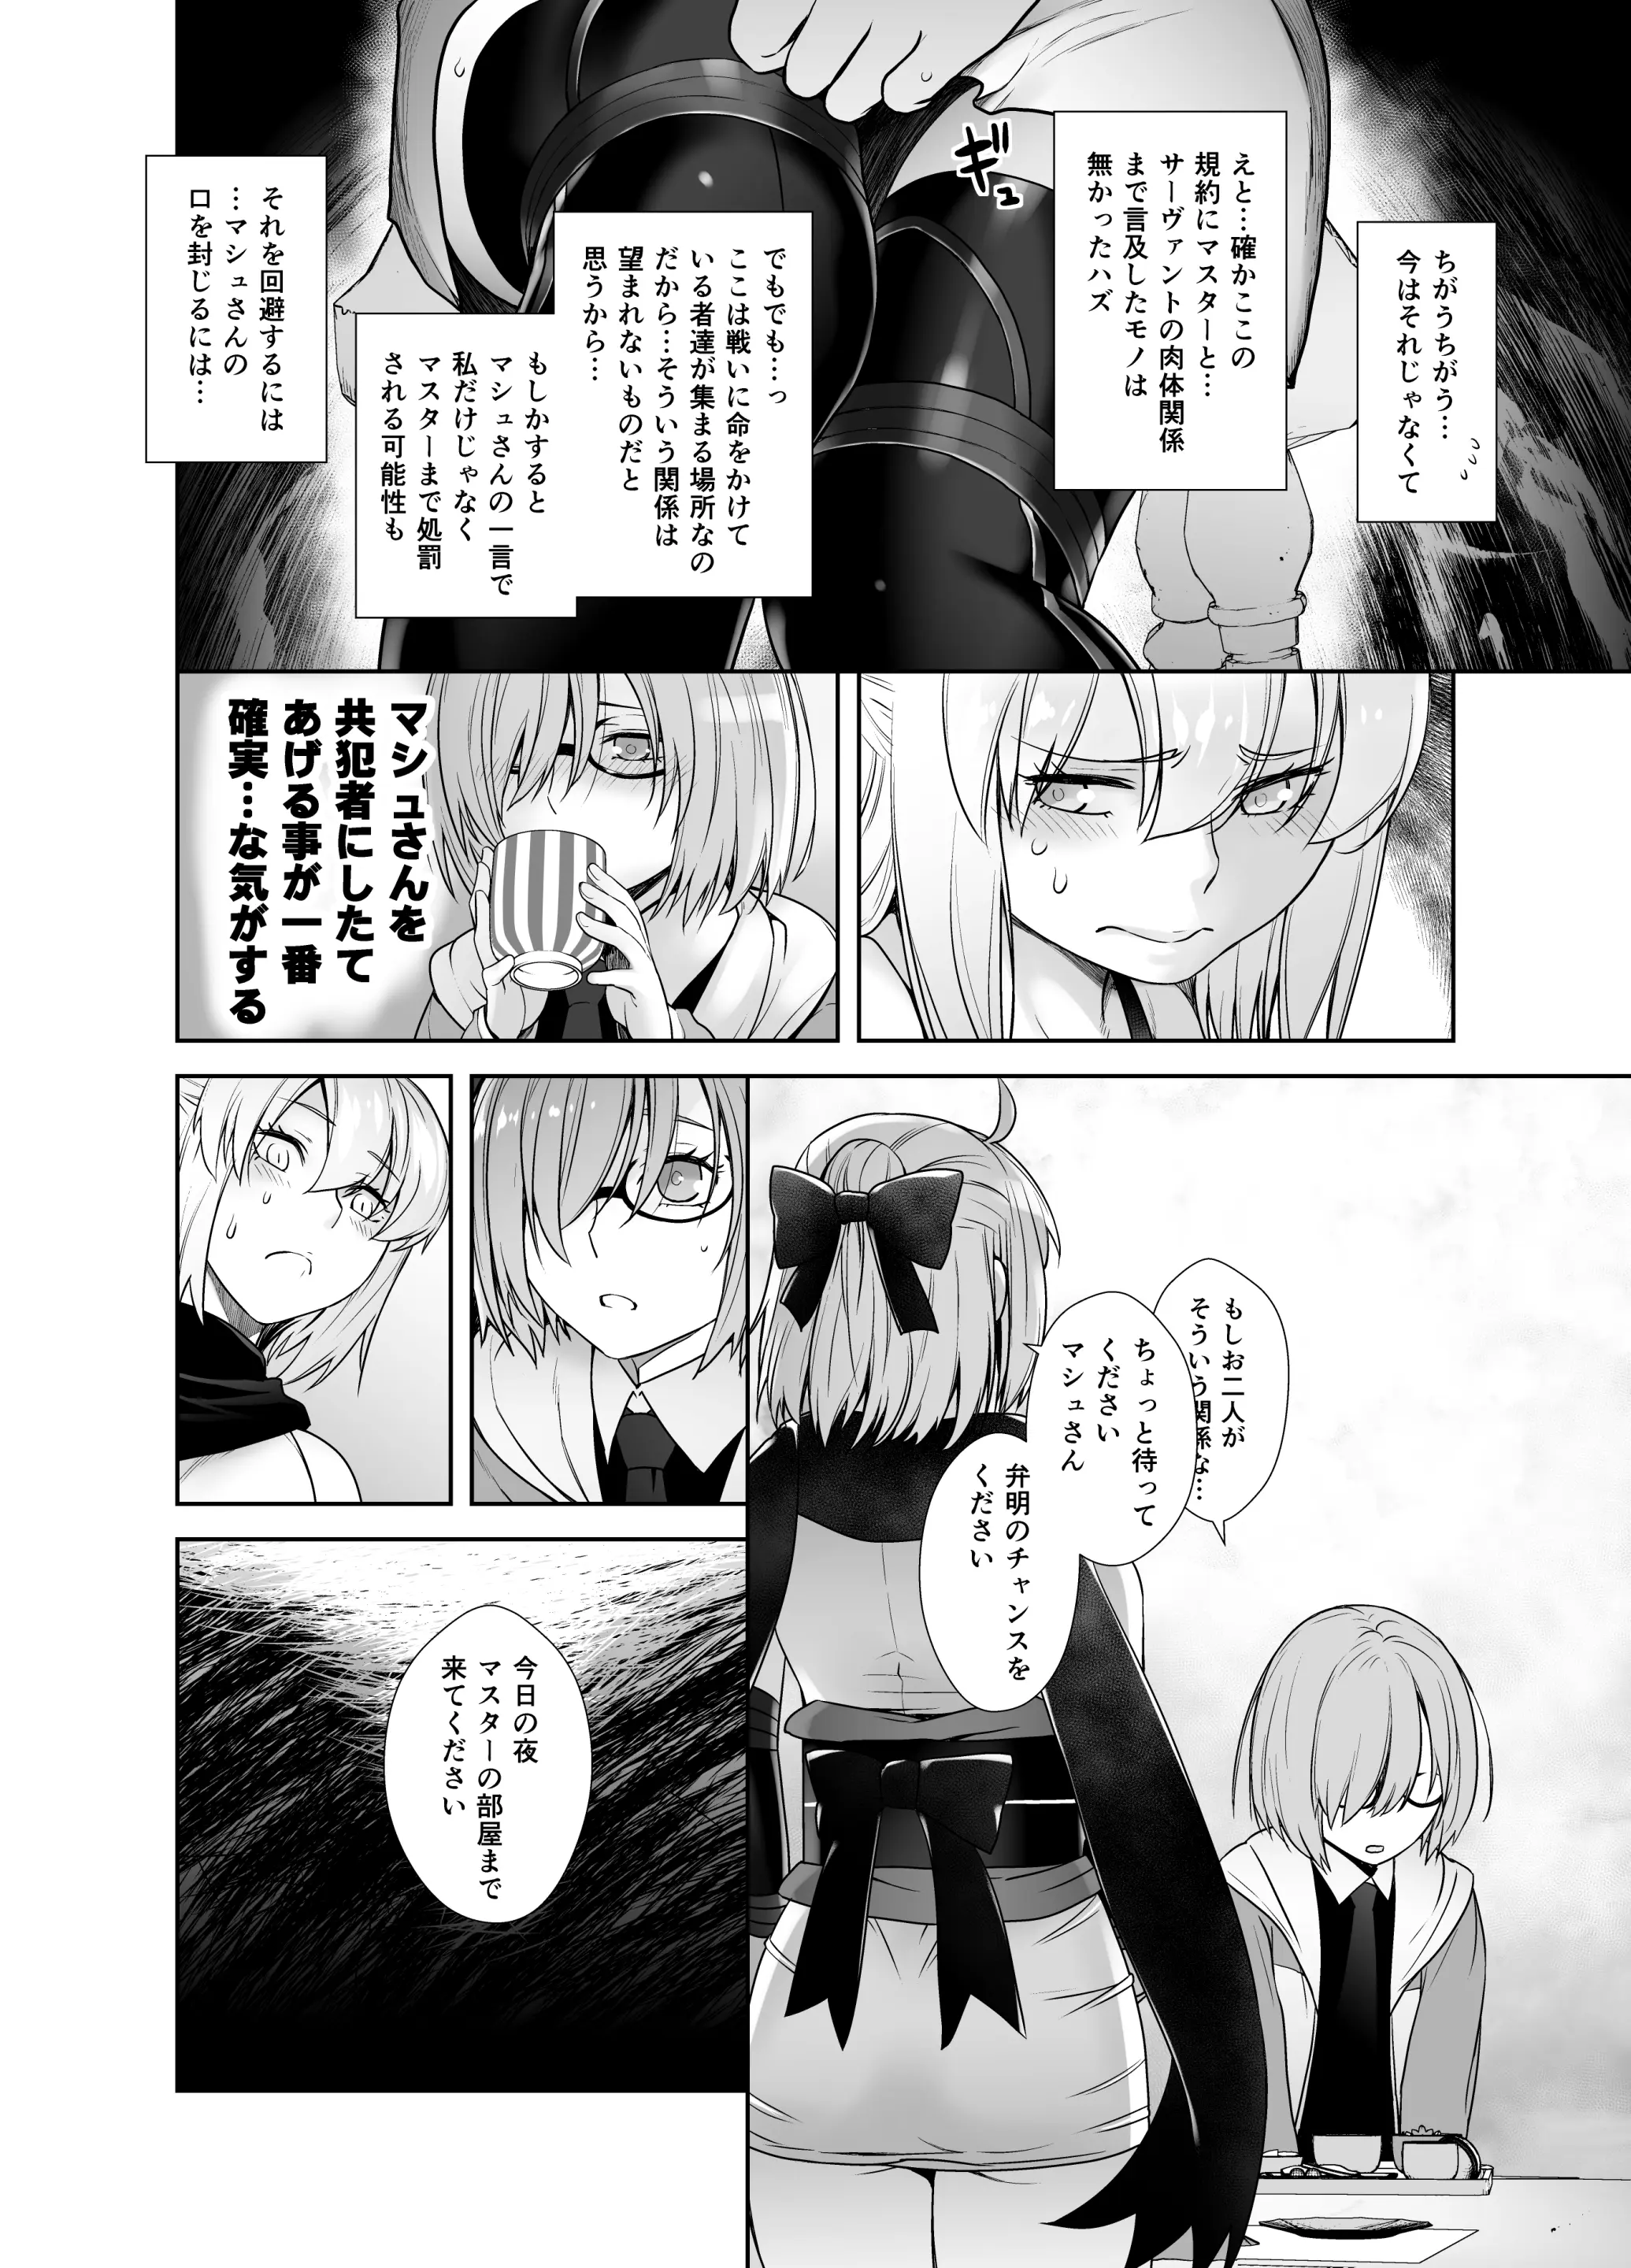 ちがうちがう…
今はそれじゃなくて
えと…確かここの
規約にマスターと…
サーヴァントの肉体関係
まで言及したモノは
無かったハズ
ギュ
でもでも…っ
ここは戦いに命をかけて
いる者達が集まる場所なの
だから…そういう関係は
望まれないものだと
思うから…
もしかすると
マシュさんの一言で
私だけじゃなく
マスターまで処罰
される可能性も
それを回避するには
…マシュさんの
口を封じるには…
マシュさんを
共犯者にしたて
あげる事が一番
確実…な気がする
もしお二人が
そういう関係な…
ちょっと待って
ください
マシュさん
弁明のチャンスを
ください
今日の夜
マスターの部屋まで
来てください